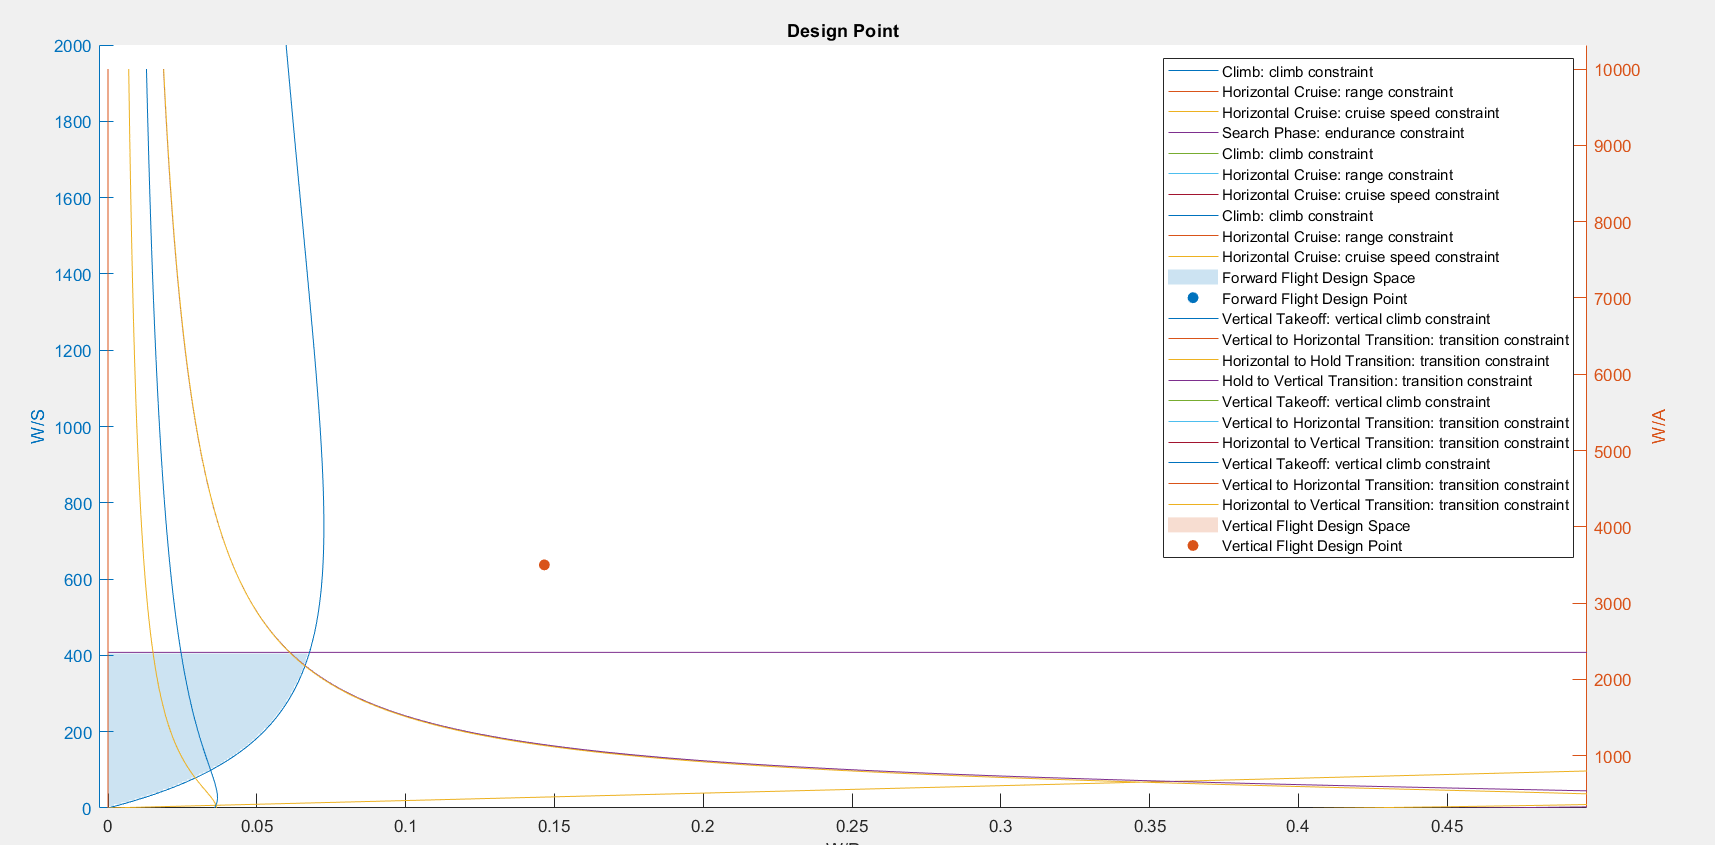 Design Point
2000
1800
1600
1400
1200
1000
800
600
400
200
0
W/S
10000
9000
8000
7000
6000
5000
4000
3000
2000
1000
W/A
Climb: climb constraint
Horizontal Cruise: range constraint
Horizontal Cruise: cruise speed constraint
Search Phase: endurance constraint
Climb: climb constraint
Horizontal Cruise: range constraint
Horizontal Cruise: cruise speed constraint
Climb: climb constraint
Horizontal Cruise: range constraint
Horizontal Cruise: cruise speed constraint
Forward Flight Design Space
Forward Flight Design Point
Vertical Takeoff: vertical climb constraint
Vertical to Horizontal Transition: transition constraint
Horizontal to Hold Transition: transition constraint
Hold to Vertical Transition: transition constraint
Vertical Takeoff: vertical climb constraint
Vertical to Horizontal Transition: transition constraint
Horizontal to Vertical Transition: transition constraint
Vertical Takeoff: vertical climb constraint
Vertical to Horizontal Transition: transition constraint
Horizontal to Vertical Transition: transition constraint
Vertical Flight Design Space
Vertical Flight Design Point
0 0.05 0.1 0.15 0.2 0.25 0.3 0.35 0.4 0.45